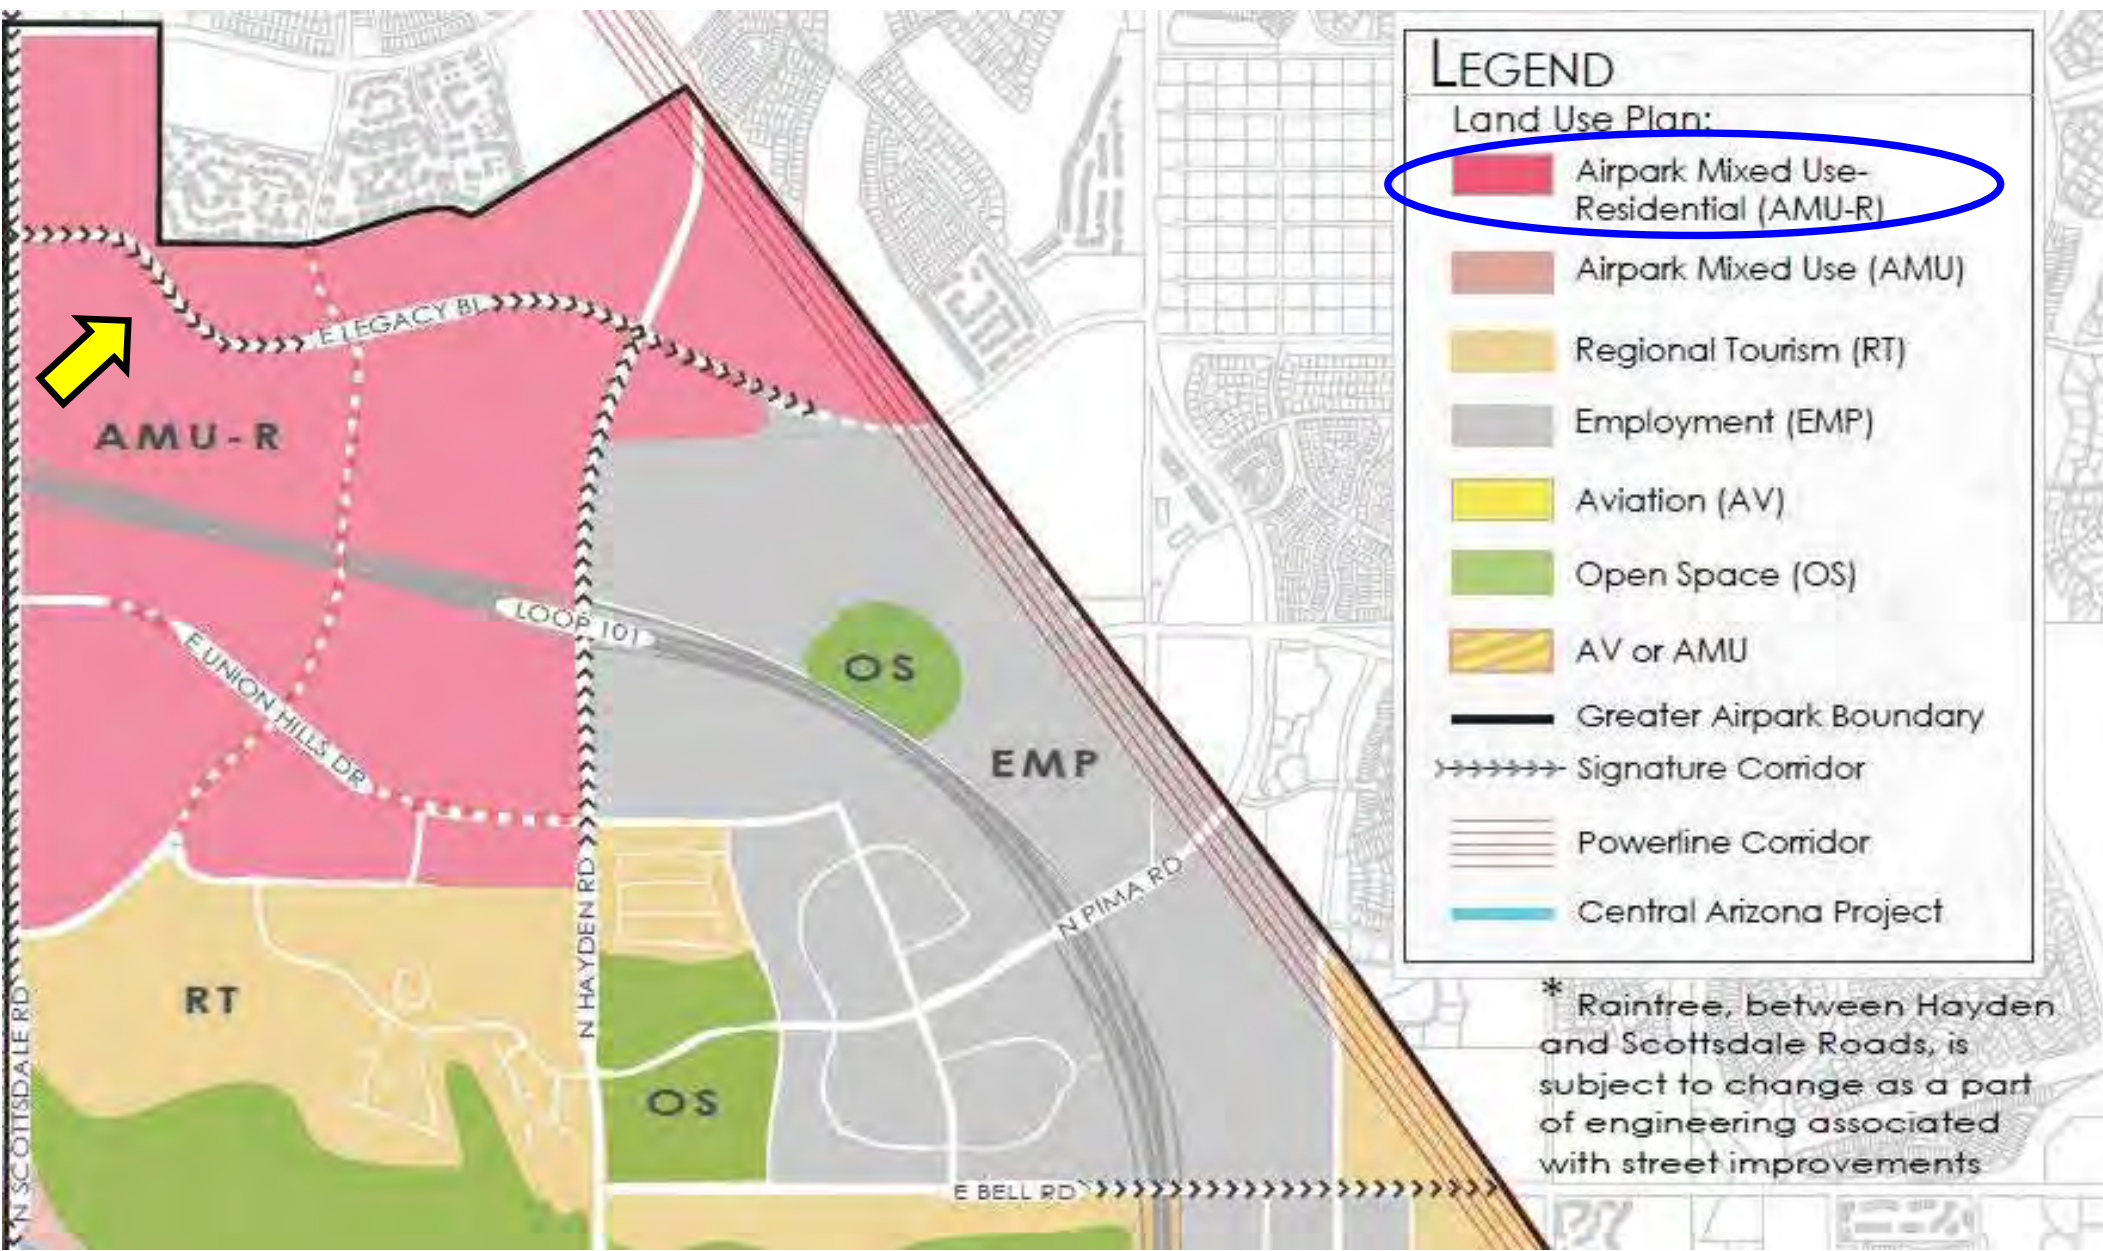 LEGEND
Land Use Plan:
Airpark Mixed Use-
Residential (AMU-R)
Airpark Mixed Use (AMU)
Regional Tourism (RT)
Employment (EMP)
Aviation (AV)
Open Space (OS)
AV or AMU
Greater Airpark Boundary
Signature Corridor
Powerline Corridor
Central Arizona Project
* Raintree, between Hayden
and Scottsdale Roads, is
subject to change as a part
of engineering associated
with street improvements
E LEGACY BL
AMU-R
LOOP 101
E UNION HILLS DR
OS
EMP
N PIMA RD
N HAYDEN RD
RT
N SCOTTSDALE RD
OS
E BELL RD